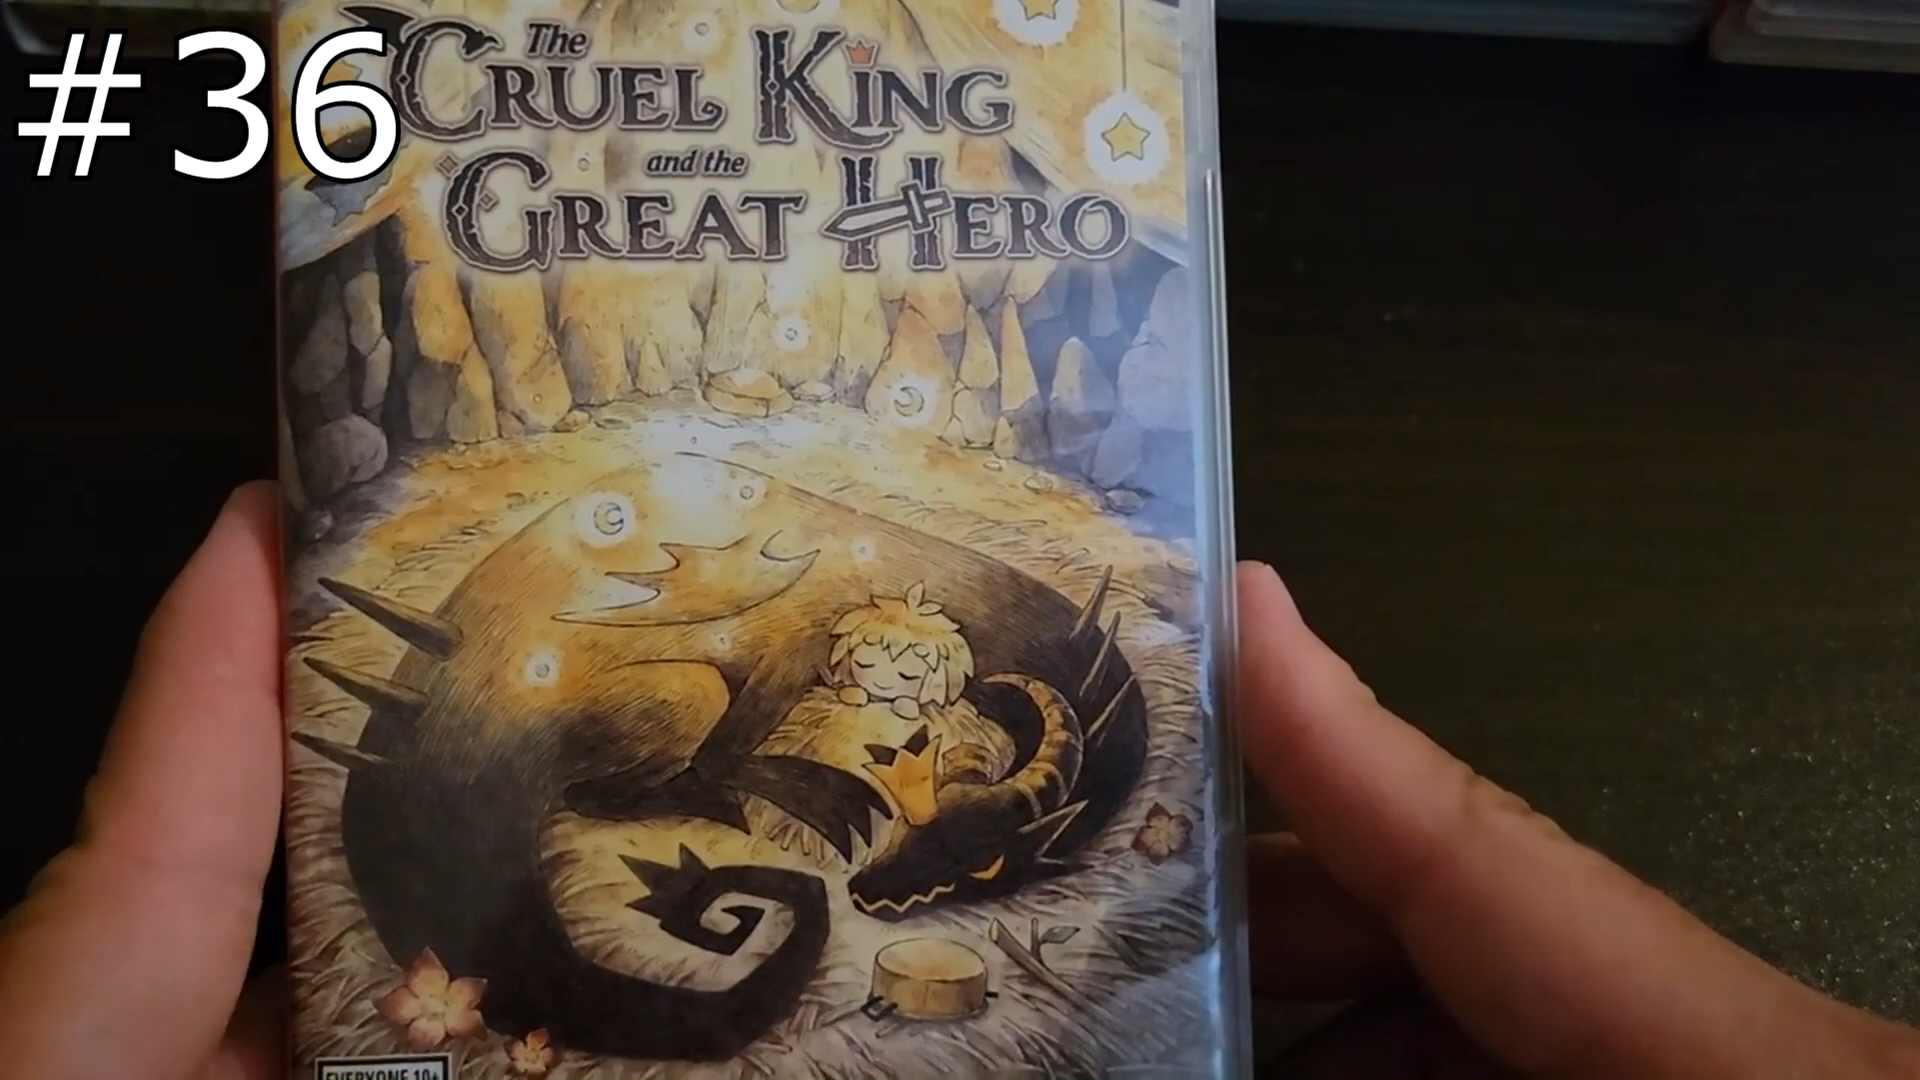 #36
The
CRUEL KING
and the
GREAT HERO
EVERYONE 10+